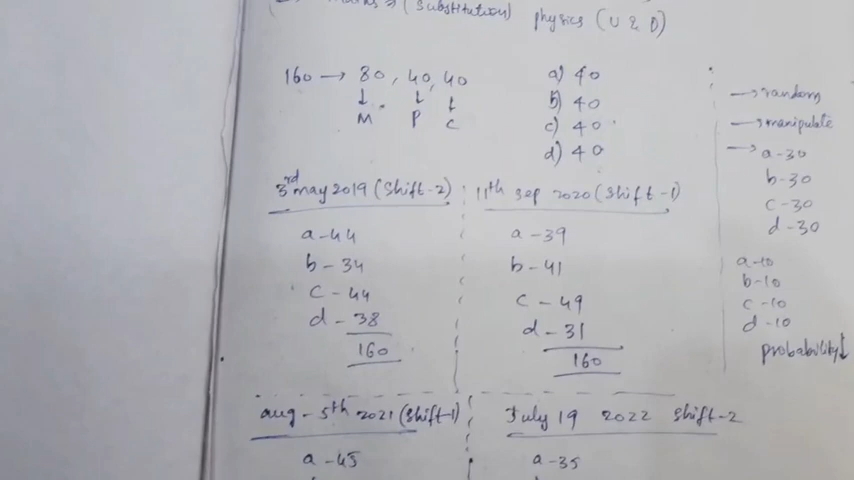 maths → (substitution) physics (U & D)
160 → 80, 40, 40
M P C
a) 40
b) 40
c) 40
d) 40
→ random
→ manipulate
→ a-30
b-30
c-30
d-30
a-10
b-10
c-10
d-10
probability↓
3rd may 2019 (Shift-2)
a-44
b-34
c-44
d-38
160
11th sep 2020 (Shift-1)
a-39
b-41
c-49
d-31
160
aug-5th 2021 (Shift-1)
a-45
July 19 2022 Shift-2
a-35